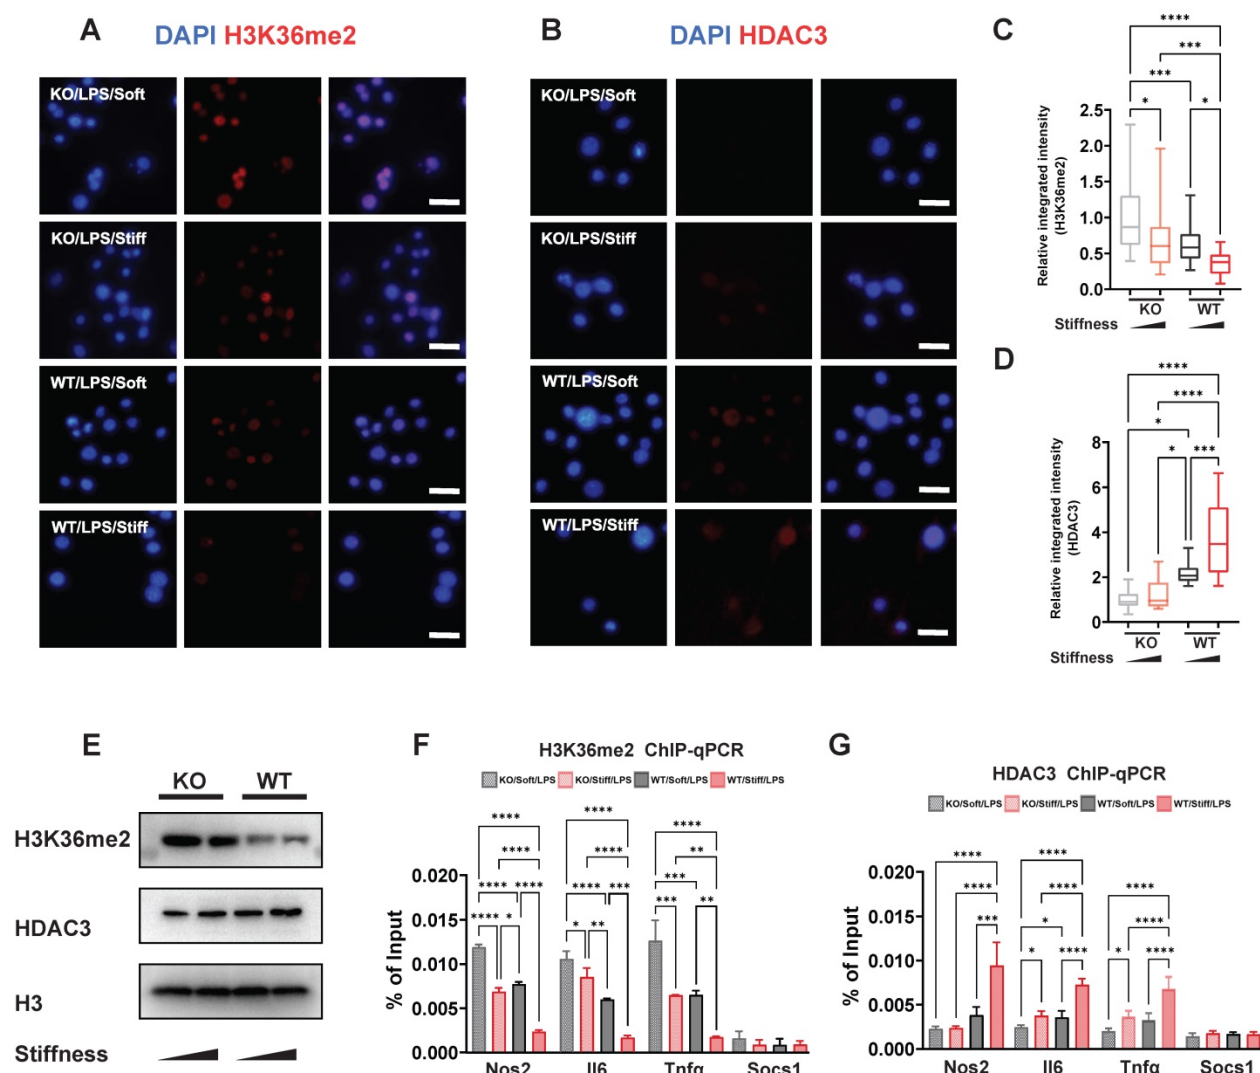 A
DAPI H3K36me2
KO/LPS/Soft
KO/LPS/Stiff
WT/LPS/Soft
WT/LPS/Stiff
B
DAPI HDAC3
KO/LPS/Soft
KO/LPS/Stiff
WT/LPS/Soft
WT/LPS/Stiff
C
****
***
***
*
*
Relative integrated intensity
(H3K36me2)
2.5
2.0
1.5
1.0
0.5
0.0
KO WT
Stiffness
D
****
****
*
*
***
Relative integrated intensity
(HDAC3)
8
6
4
2
0
KO WT
Stiffness
E
KO WT
H3K36me2
HDAC3
H3
Stiffness
F
H3K36me2 ChIP-qPCR
KO/Soft/LPS KO/Stiff/LPS WT/Soft/LPS WT/Stiff/LPS
**** **** ****
**** **** **
**** **** **** *** ***
**** * * ** *** **
% of Input
0.020
0.015
0.010
0.005
0.000
Nos2 Il6 Tnfα Socs1
G
HDAC3 ChIP-qPCR
KO/Soft/LPS KO/Stiff/LPS WT/Soft/LPS WT/Stiff/LPS
**** ****
**** **** ****
*** * ****
* **** * ****
% of Input
0.020
0.015
0.010
0.005
0.000
Nos2 Il6 Tnfα Socs1